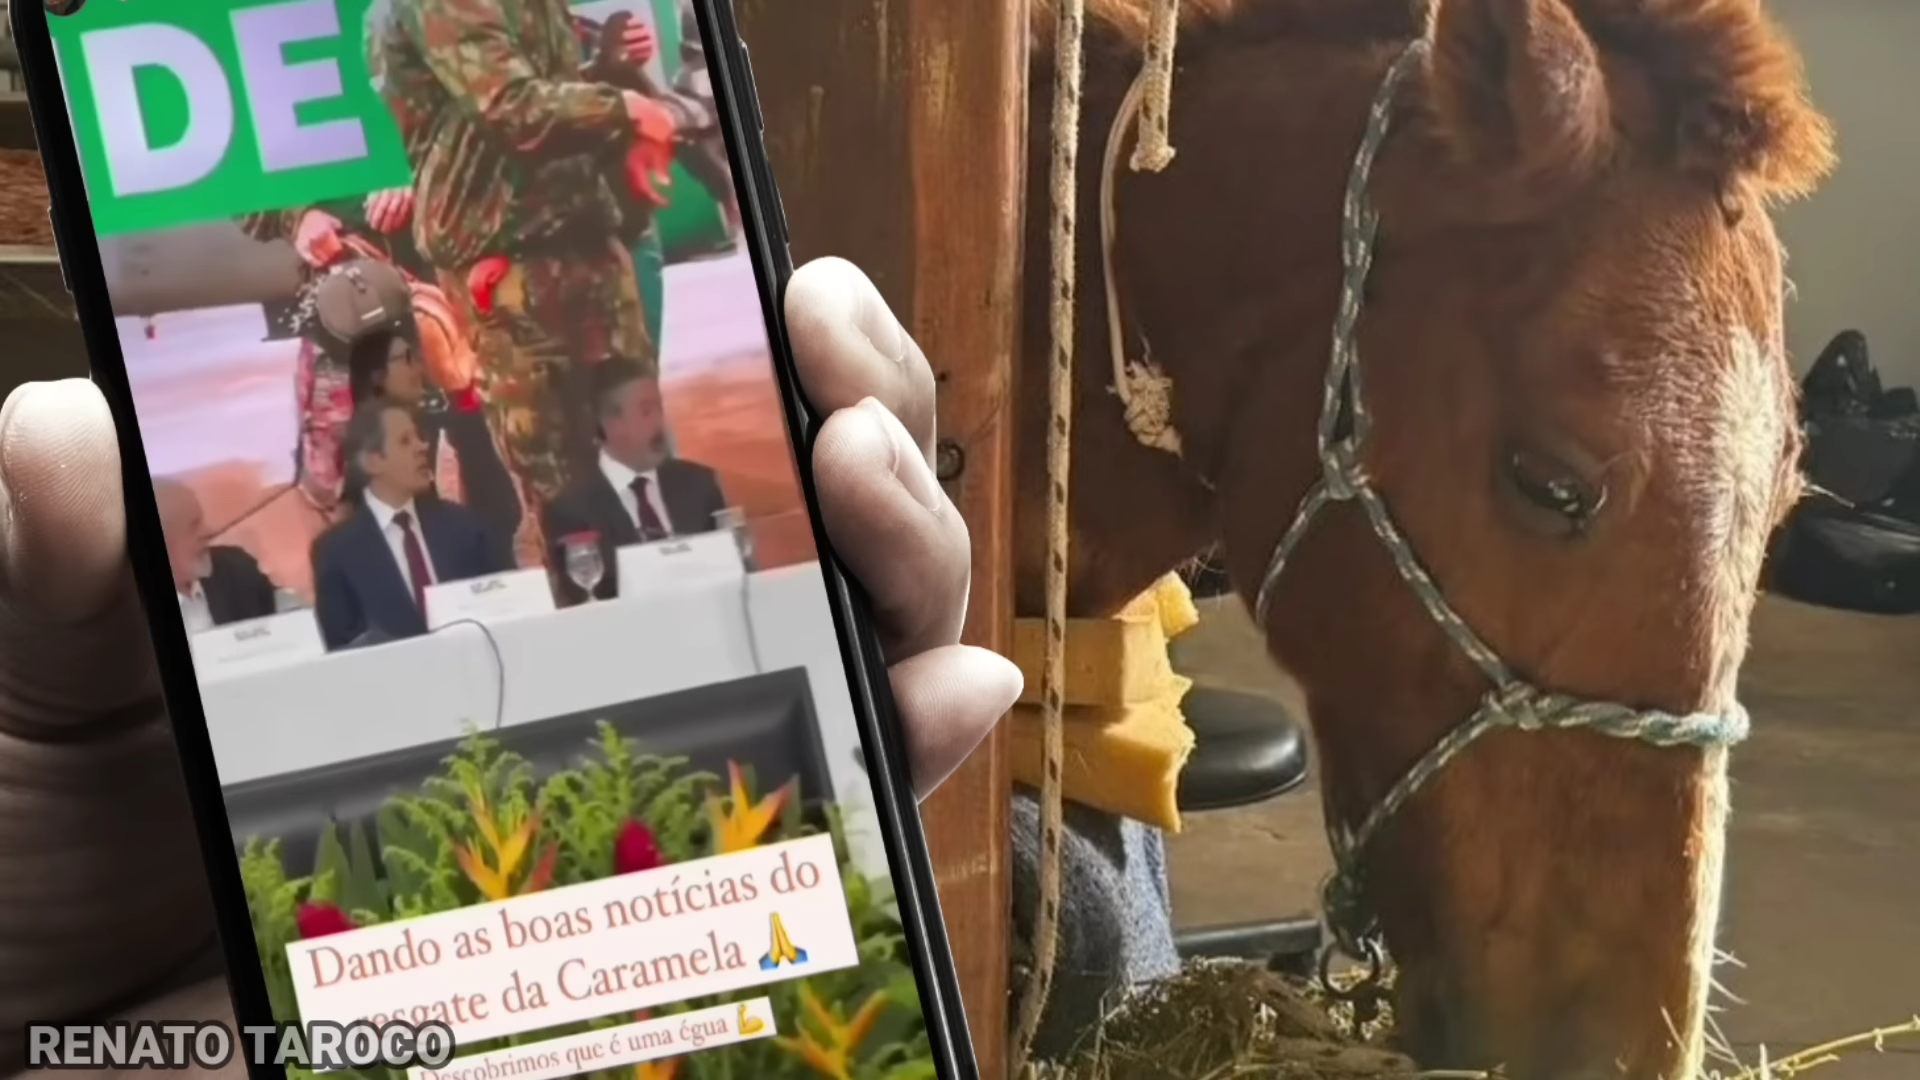 DE
Dando as boas notícias do
resgate da Caramela 🙏
Descobrimos que é uma égua 💪
RENATO TAROCO